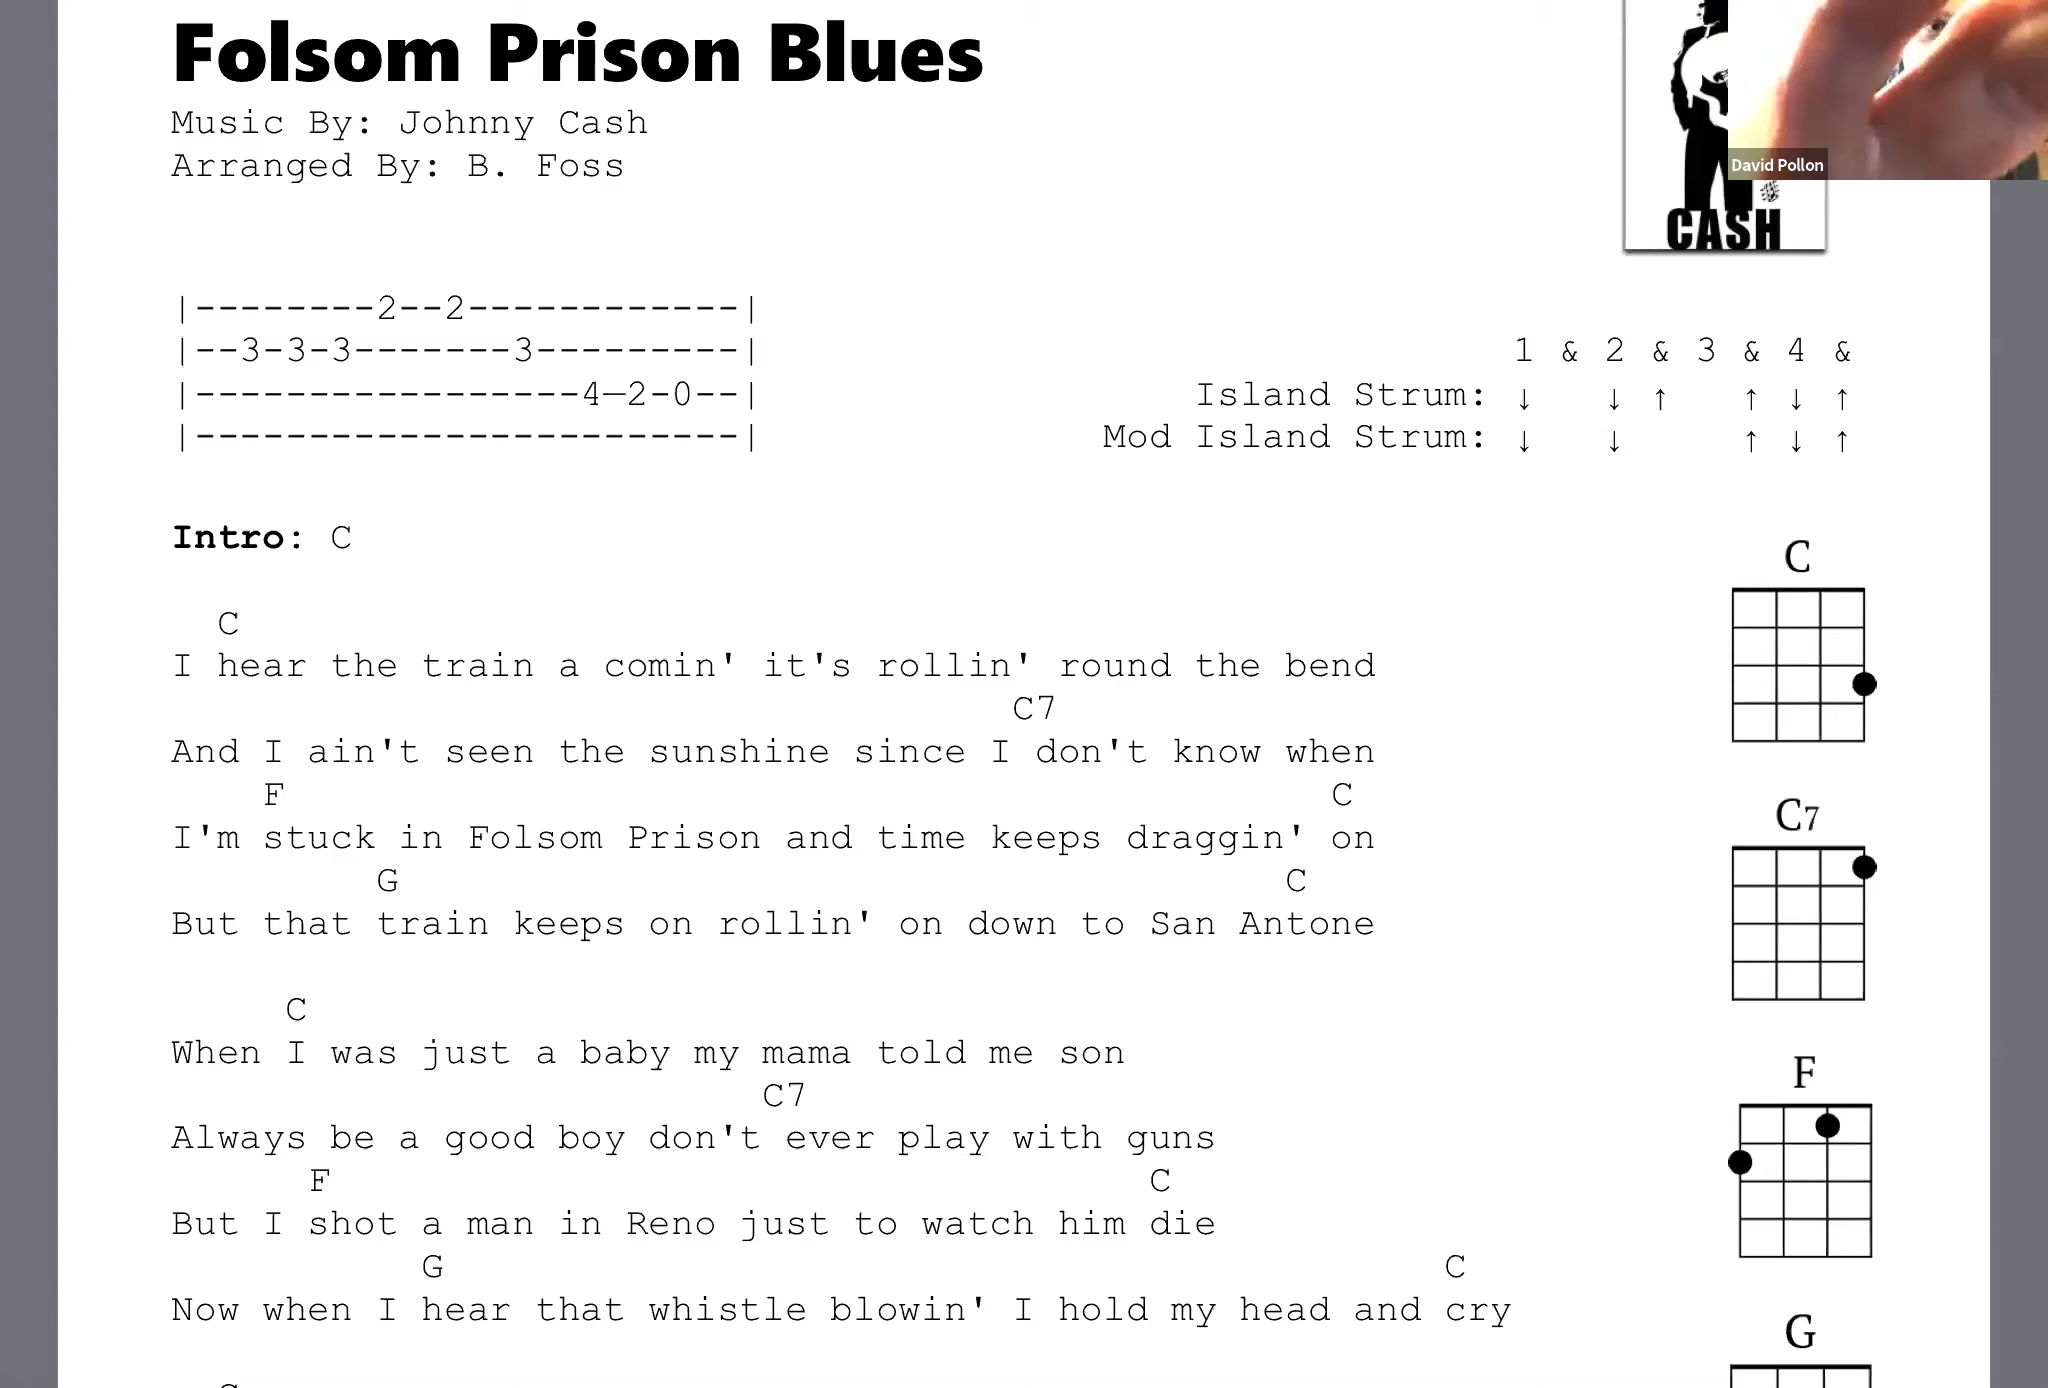 Folsom Prison Blues
Music By: Johnny Cash
Arranged By: B. Foss
David Pollon
CASH
|--------2--2------------|
|--3-3-3-------3---------|
|-----------------4—2-0--|
|------------------------|
1 & 2 & 3 & 4 &
Island Strum: ↓ ↓ ↑ ↑ ↓ ↑
Mod Island Strum: ↓ ↓ ↑ ↓ ↑
Intro: C
C
I hear the train a comin' it's rollin' round the bend
C7
And I ain't seen the sunshine since I don't know when
F C
I'm stuck in Folsom Prison and time keeps draggin' on
G C
But that train keeps on rollin' on down to San Antone
C
When I was just a baby my mama told me son
C7
Always be a good boy don't ever play with guns
F C
But I shot a man in Reno just to watch him die
G C
Now when I hear that whistle blowin' I hold my head and cry
C
C7
F
G